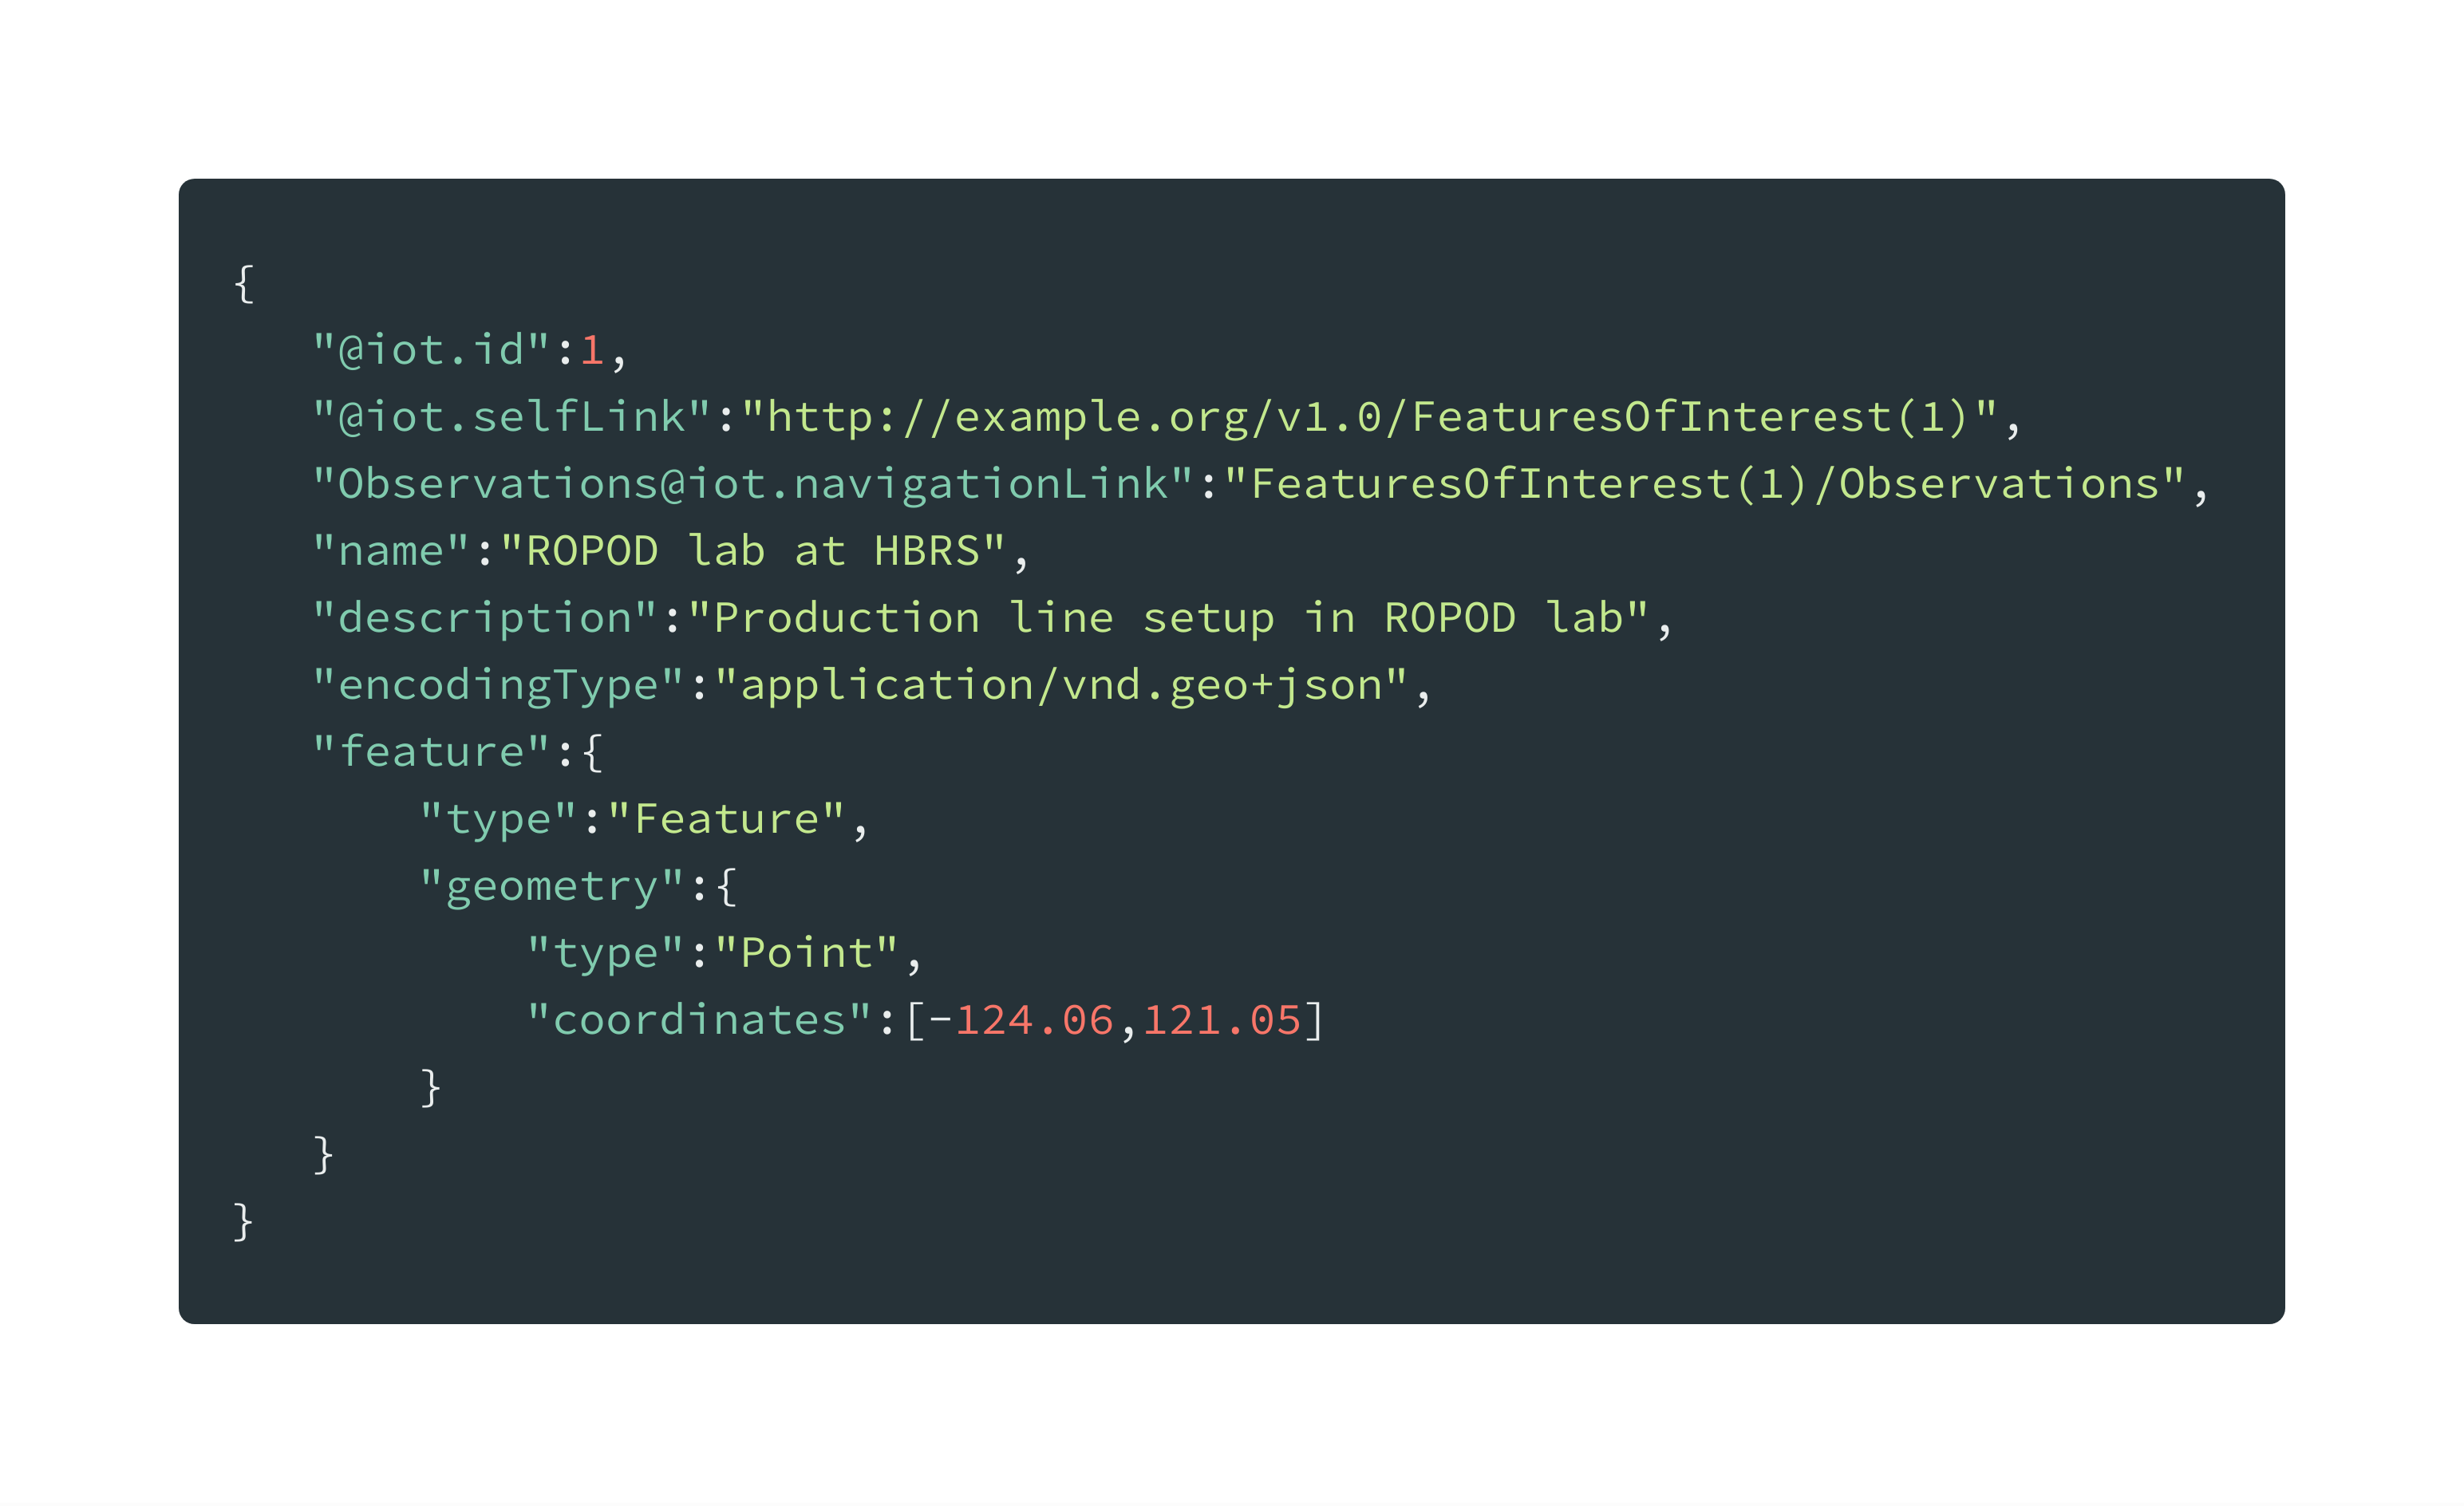 {
    "@iot.id":1,
    "@iot.selfLink":"http://example.org/v1.0/FeaturesOfInterest(1)",
    "Observations@iot.navigationLink":"FeaturesOfInterest(1)/Observations",
    "name":"ROPOD lab at HBRS",
    "description":"Production line setup in ROPOD lab",
    "encodingType":"application/vnd.geo+json",
    "feature":{
        "type":"Feature",
        "geometry":{
            "type":"Point",
            "coordinates":[-124.06,121.05]
        }
    }
}